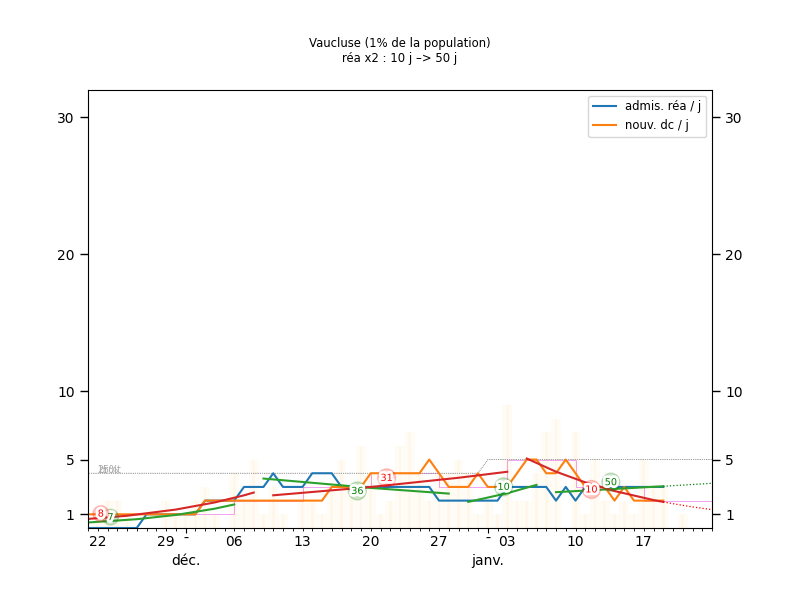 Vaucluse (1% de la population)
réa x2 : 10 j –> 50 j
admis. réa / j
nouv. dc / j
30 30
20 20
10 10
5 5
1 1
8 7 36 31 10 10 50
22 29 06 13 20 27 03 10 17
déc. janv.